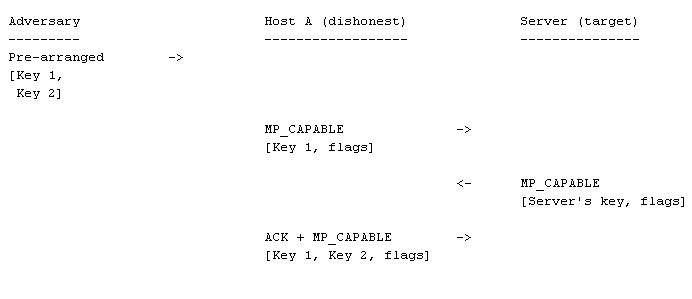 Adversary Host A (dishonest) Server (target)
--------- ------------------ ---------------
Pre-arranged ->
[Key 1,
Key 2]
MP_CAPABLE ->
[Key 1, flags]
<- MP_CAPABLE
[Server's key, flags]
ACK + MP_CAPABLE ->
[Key 1, Key 2, flags]